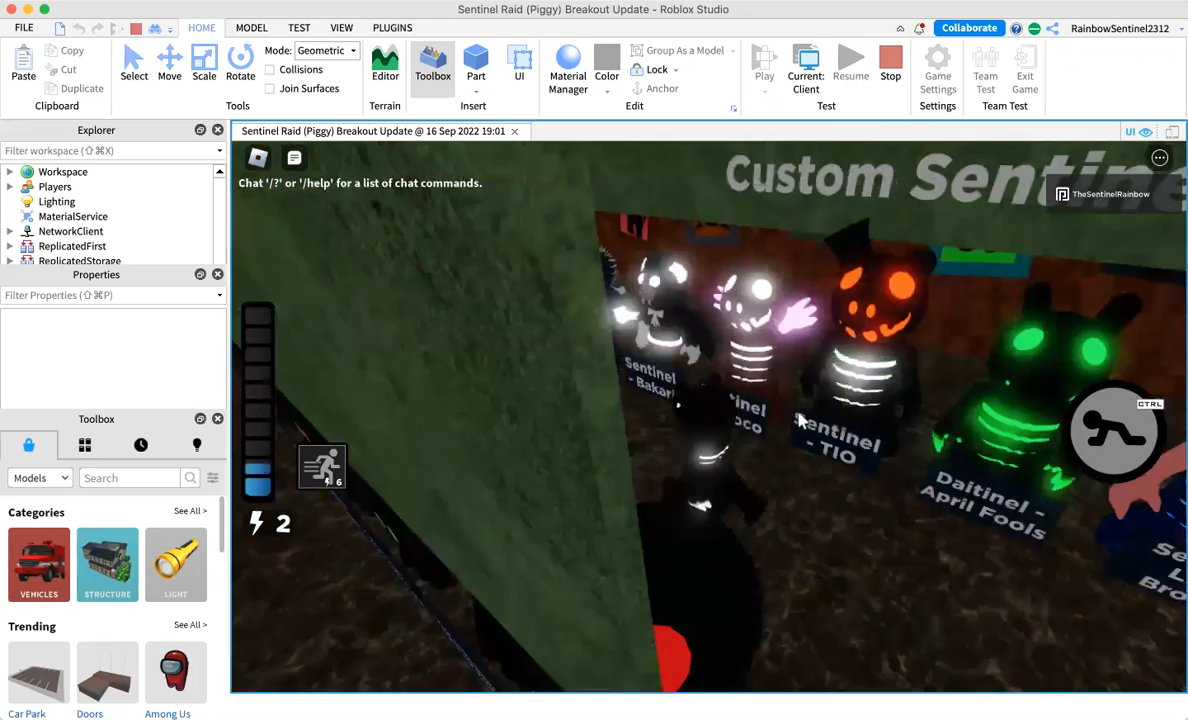 Sentinel Raid (Piggy) Breakout Update - Roblox Studio
FILE HOME MODEL TEST VIEW PLUGINS Collaborate RainbowSentinel2312
Paste Copy Cut Duplicate Clipboard
Select Move Scale Rotate Mode: Geometric Collisions Join Surfaces Tools
Editor Terrain
Toolbox Part UI Insert
Material Manager Color Group As a Model Lock Anchor Edit
Play Current: Client Resume Stop Test
Game Settings Settings
Team Test Exit Game Team Test
Explorer
Filter workspace (⇧⌘X)
Workspace
Players
Lighting
MaterialService
NetworkClient
ReplicatedFirst
ReplicatedStorage
Properties
Filter Properties (⇧⌘P)
Toolbox
Models Search
Categories See All >
VEHICLES STRUCTURE LIGHT
Trending See All >
Car Park Doors Among Us
Sentinel Raid (Piggy) Breakout Update @ 16 Sep 2022 19:01
UI
Chat '/?' or '/help' for a list of chat commands.
TheSentinelRainbow
Custom
Sentinel
- Bakari
Sentinel
- TIO
Daitinel -
April Fools
CTRL
6
2